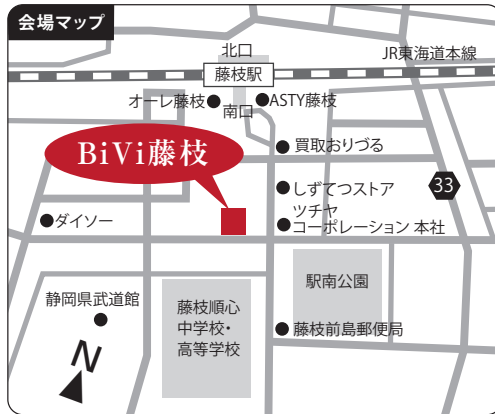 会場マップ
北口
JR東海道本線
藤枝駅
オーレ藤枝
南口
ASTY藤枝
買取おりづる
BiVi藤枝
しずてつストア
33
ツチヤ
コーポレーション 本社
ダイソー
駅南公園
静岡県武道館
藤枝順心
中学校・
高等学校
藤枝前島郵便局
N